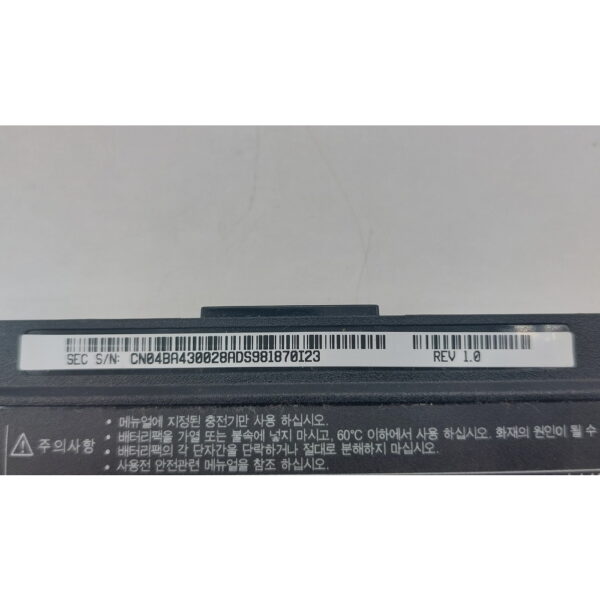 SEC S/N: CN04BA430028ADS981870I23 REV 1.0
• 메뉴얼에 지정된 충전기만 사용 하십시오.
⚠ 주의사항 • 배터리팩을 가열 또는 불속에 넣지 마시고, 60°C 이하에서 사용 하십시오. 화재의 원인이 될 수
• 배터리팩의 각 단자간을 단락하거나 절대로 분해하지 마십시오.
• 사용전 안전관련 메뉴얼을 참조 하십시오.